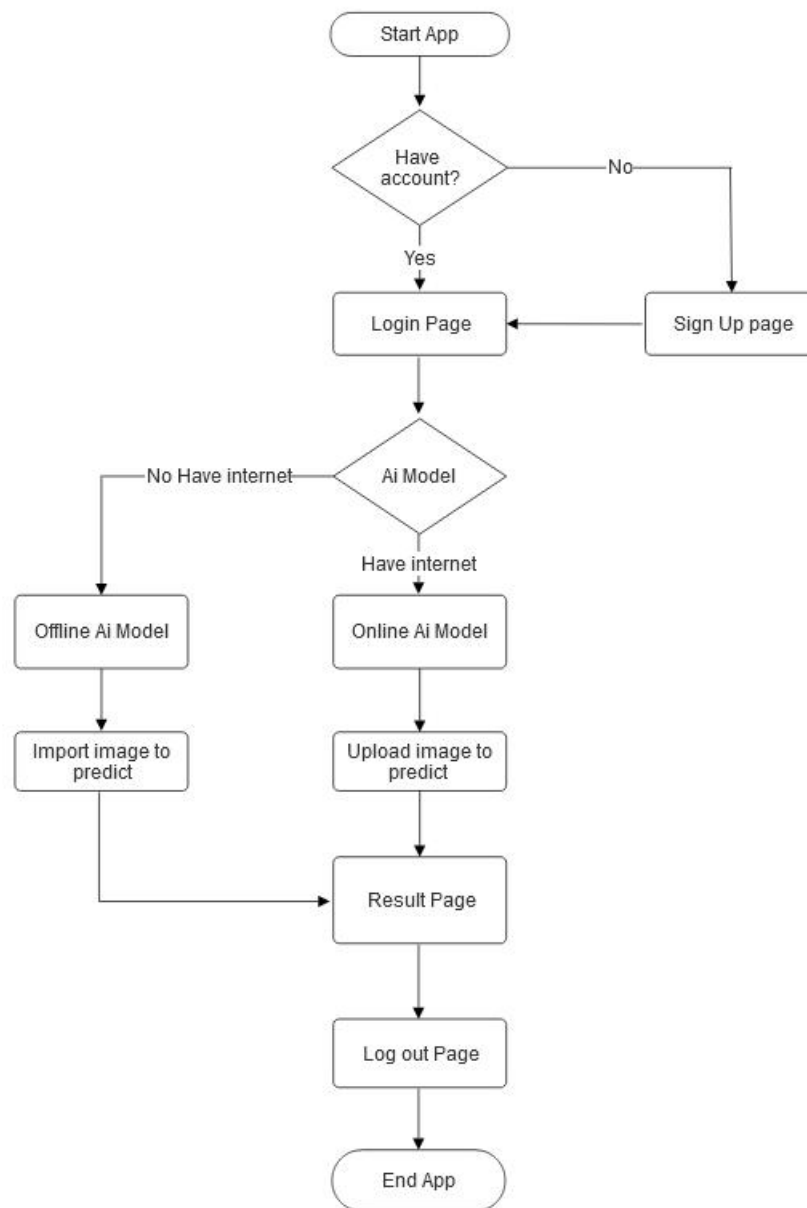 Start App
Have
account?
No
Yes
Login Page
Sign Up page
Ai Model
No Have internet
Have internet
Offline Ai Model
Online Ai Model
Import image to
predict
Upload image to
predict
Result Page
Log out Page
End App